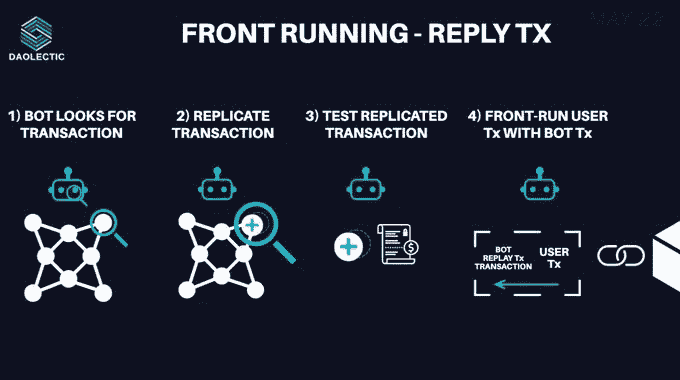 MAY 22
DAOLECTIC
FRONT RUNNING - REPLY TX
1) BOT LOOKS FOR
TRANSACTION
2) REPLICATE
TRANSACTION
3) TEST REPLICATED
TRANSACTION
4) FRONT-RUN USER
Tx WITH BOT Tx
BOT
REPLAY Tx
TRANSACTION
USER
Tx
$